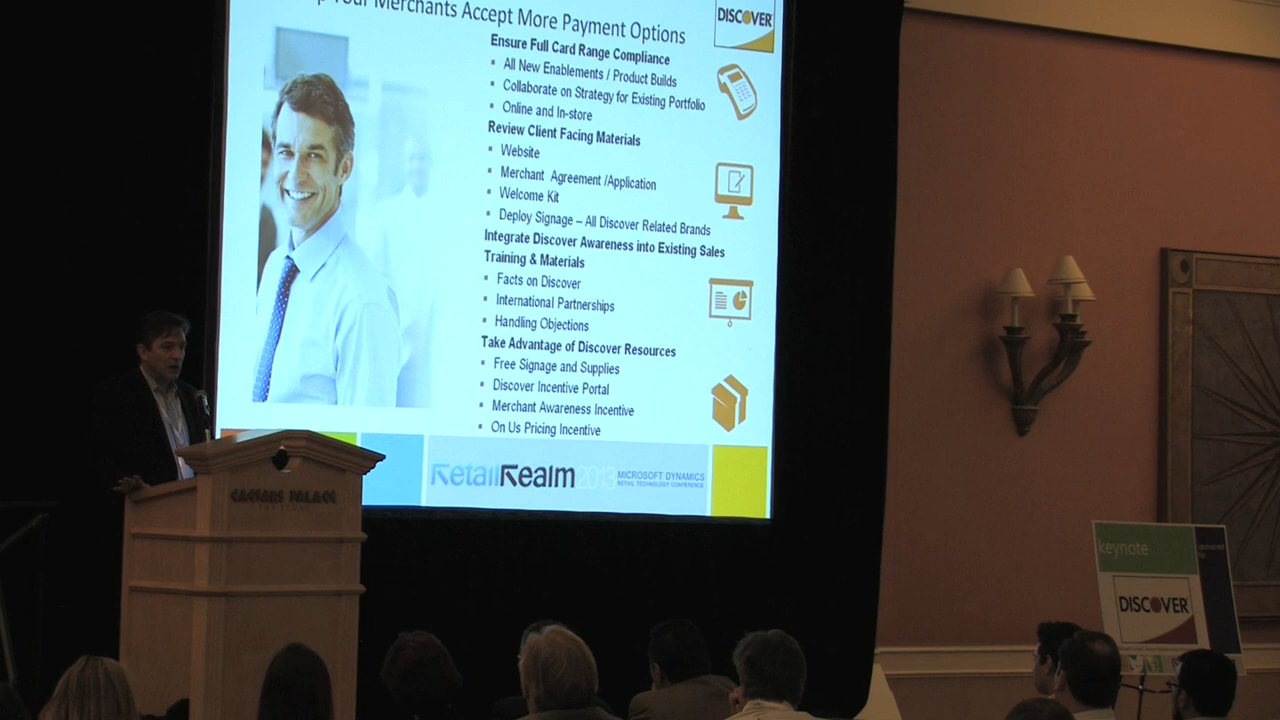 Your Merchants Accept More Payment Options
DISCOVER
Ensure Full Card Range Compliance
▪ All New Enablements / Product Builds
▪ Collaborate on Strategy for Existing Portfolio
▪ Online and In-store
Review Client Facing Materials
▪ Website
▪ Merchant Agreement /Application
▪ Welcome Kit
▪ Deploy Signage – All Discover Related Brands
Integrate Discover Awareness into Existing Sales
Training & Materials
▪ Facts on Discover
▪ International Partnerships
▪ Handling Objections
Take Advantage of Discover Resources
▪ Free Signage and Supplies
▪ Discover Incentive Portal
▪ Merchant Awareness Incentive
▪ On Us Pricing Incentive
RetailRealm 2013 MICROSOFT DYNAMICS
RETAIL TECHNOLOGY CONFERENCE
CAESARS PALACE
keynote
DISCOVER